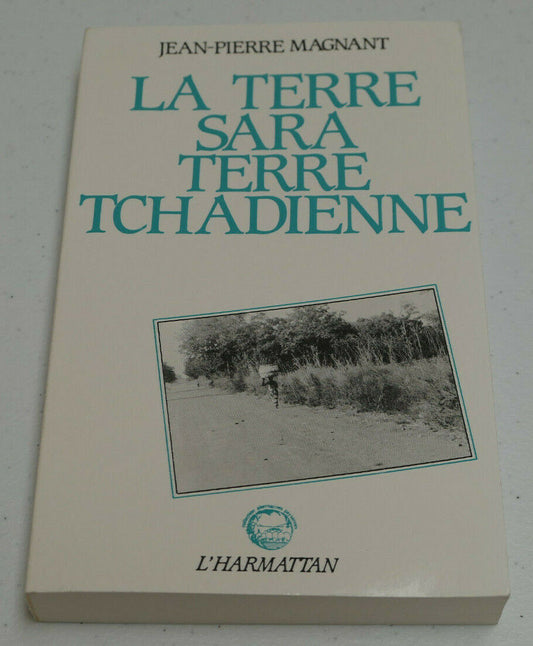 JEAN-PIERRE MAGNANT
LA TERRE
SARA
TERRE
TCHADIENNE
L'HARMATTAN